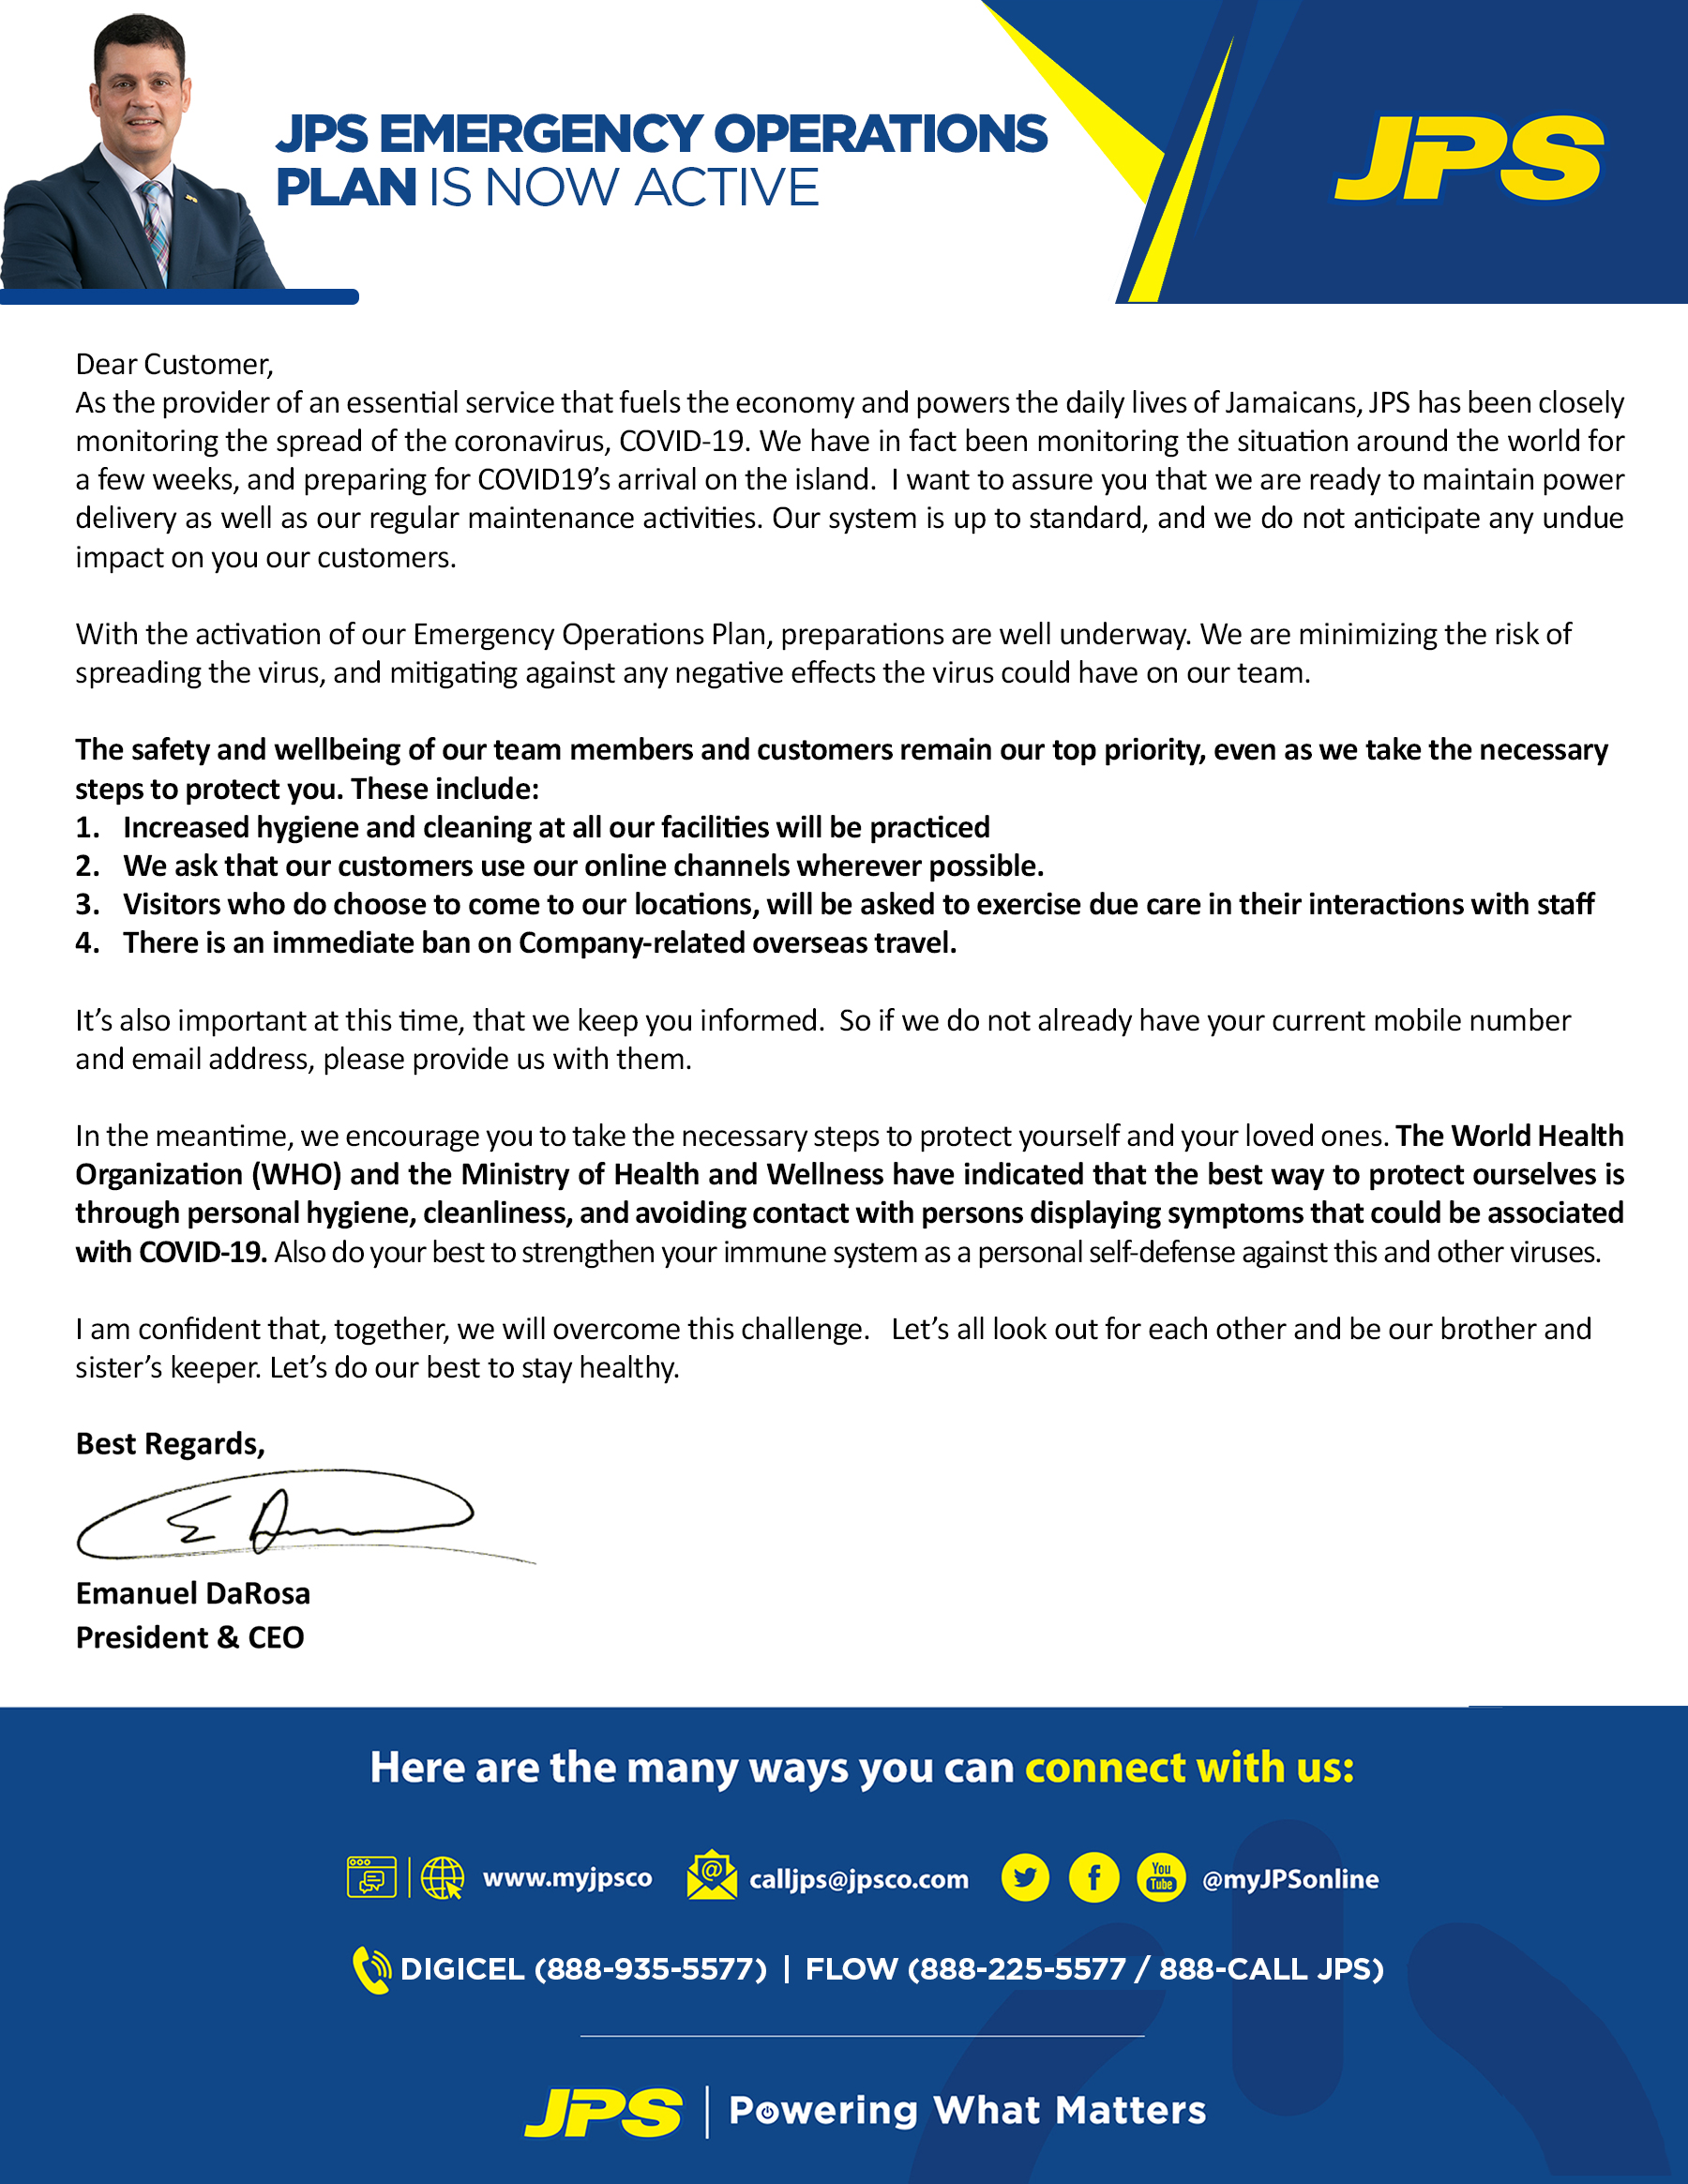 JPS EMERGENCY OPERATIONS
PLAN IS NOW ACTIVE
JPS
Dear Customer,
As the provider of an essential service that fuels the economy and powers the daily lives of Jamaicans, JPS has been closely
monitoring the spread of the coronavirus, COVID-19. We have in fact been monitoring the situation around the world for
a few weeks, and preparing for COVID19’s arrival on the island.  I want to assure you that we are ready to maintain power
delivery as well as our regular maintenance activities. Our system is up to standard, and we do not anticipate any undue
impact on you our customers.
With the activation of our Emergency Operations Plan, preparations are well underway. We are minimizing the risk of
spreading the virus, and mitigating against any negative effects the virus could have on our team.
The safety and wellbeing of our team members and customers remain our top priority, even as we take the necessary
steps to protect you. These include:
1. Increased hygiene and cleaning at all our facilities will be practiced
2. We ask that our customers use our online channels wherever possible.
3. Visitors who do choose to come to our locations, will be asked to exercise due care in their interactions with staff
4. There is an immediate ban on Company-related overseas travel.
It’s also important at this time, that we keep you informed.  So if we do not already have your current mobile number
and email address, please provide us with them.
In the meantime, we encourage you to take the necessary steps to protect yourself and your loved ones. The World Health
Organization (WHO) and the Ministry of Health and Wellness have indicated that the best way to protect ourselves is
through personal hygiene, cleanliness, and avoiding contact with persons displaying symptoms that could be associated
with COVID-19. Also do your best to strengthen your immune system as a personal self-defense against this and other viruses.
I am confident that, together, we will overcome this challenge.   Let’s all look out for each other and be our brother and
sister’s keeper. Let’s do our best to stay healthy.
Best Regards,
Emanuel DaRosa
President & CEO
Here are the many ways you can connect with us:
www.myjpsco calljps@jpsco.com You Tube @myJPSonline
DIGICEL (888-935-5577) | FLOW (888-225-5577 / 888-CALL JPS)
JPS | Powering What Matters